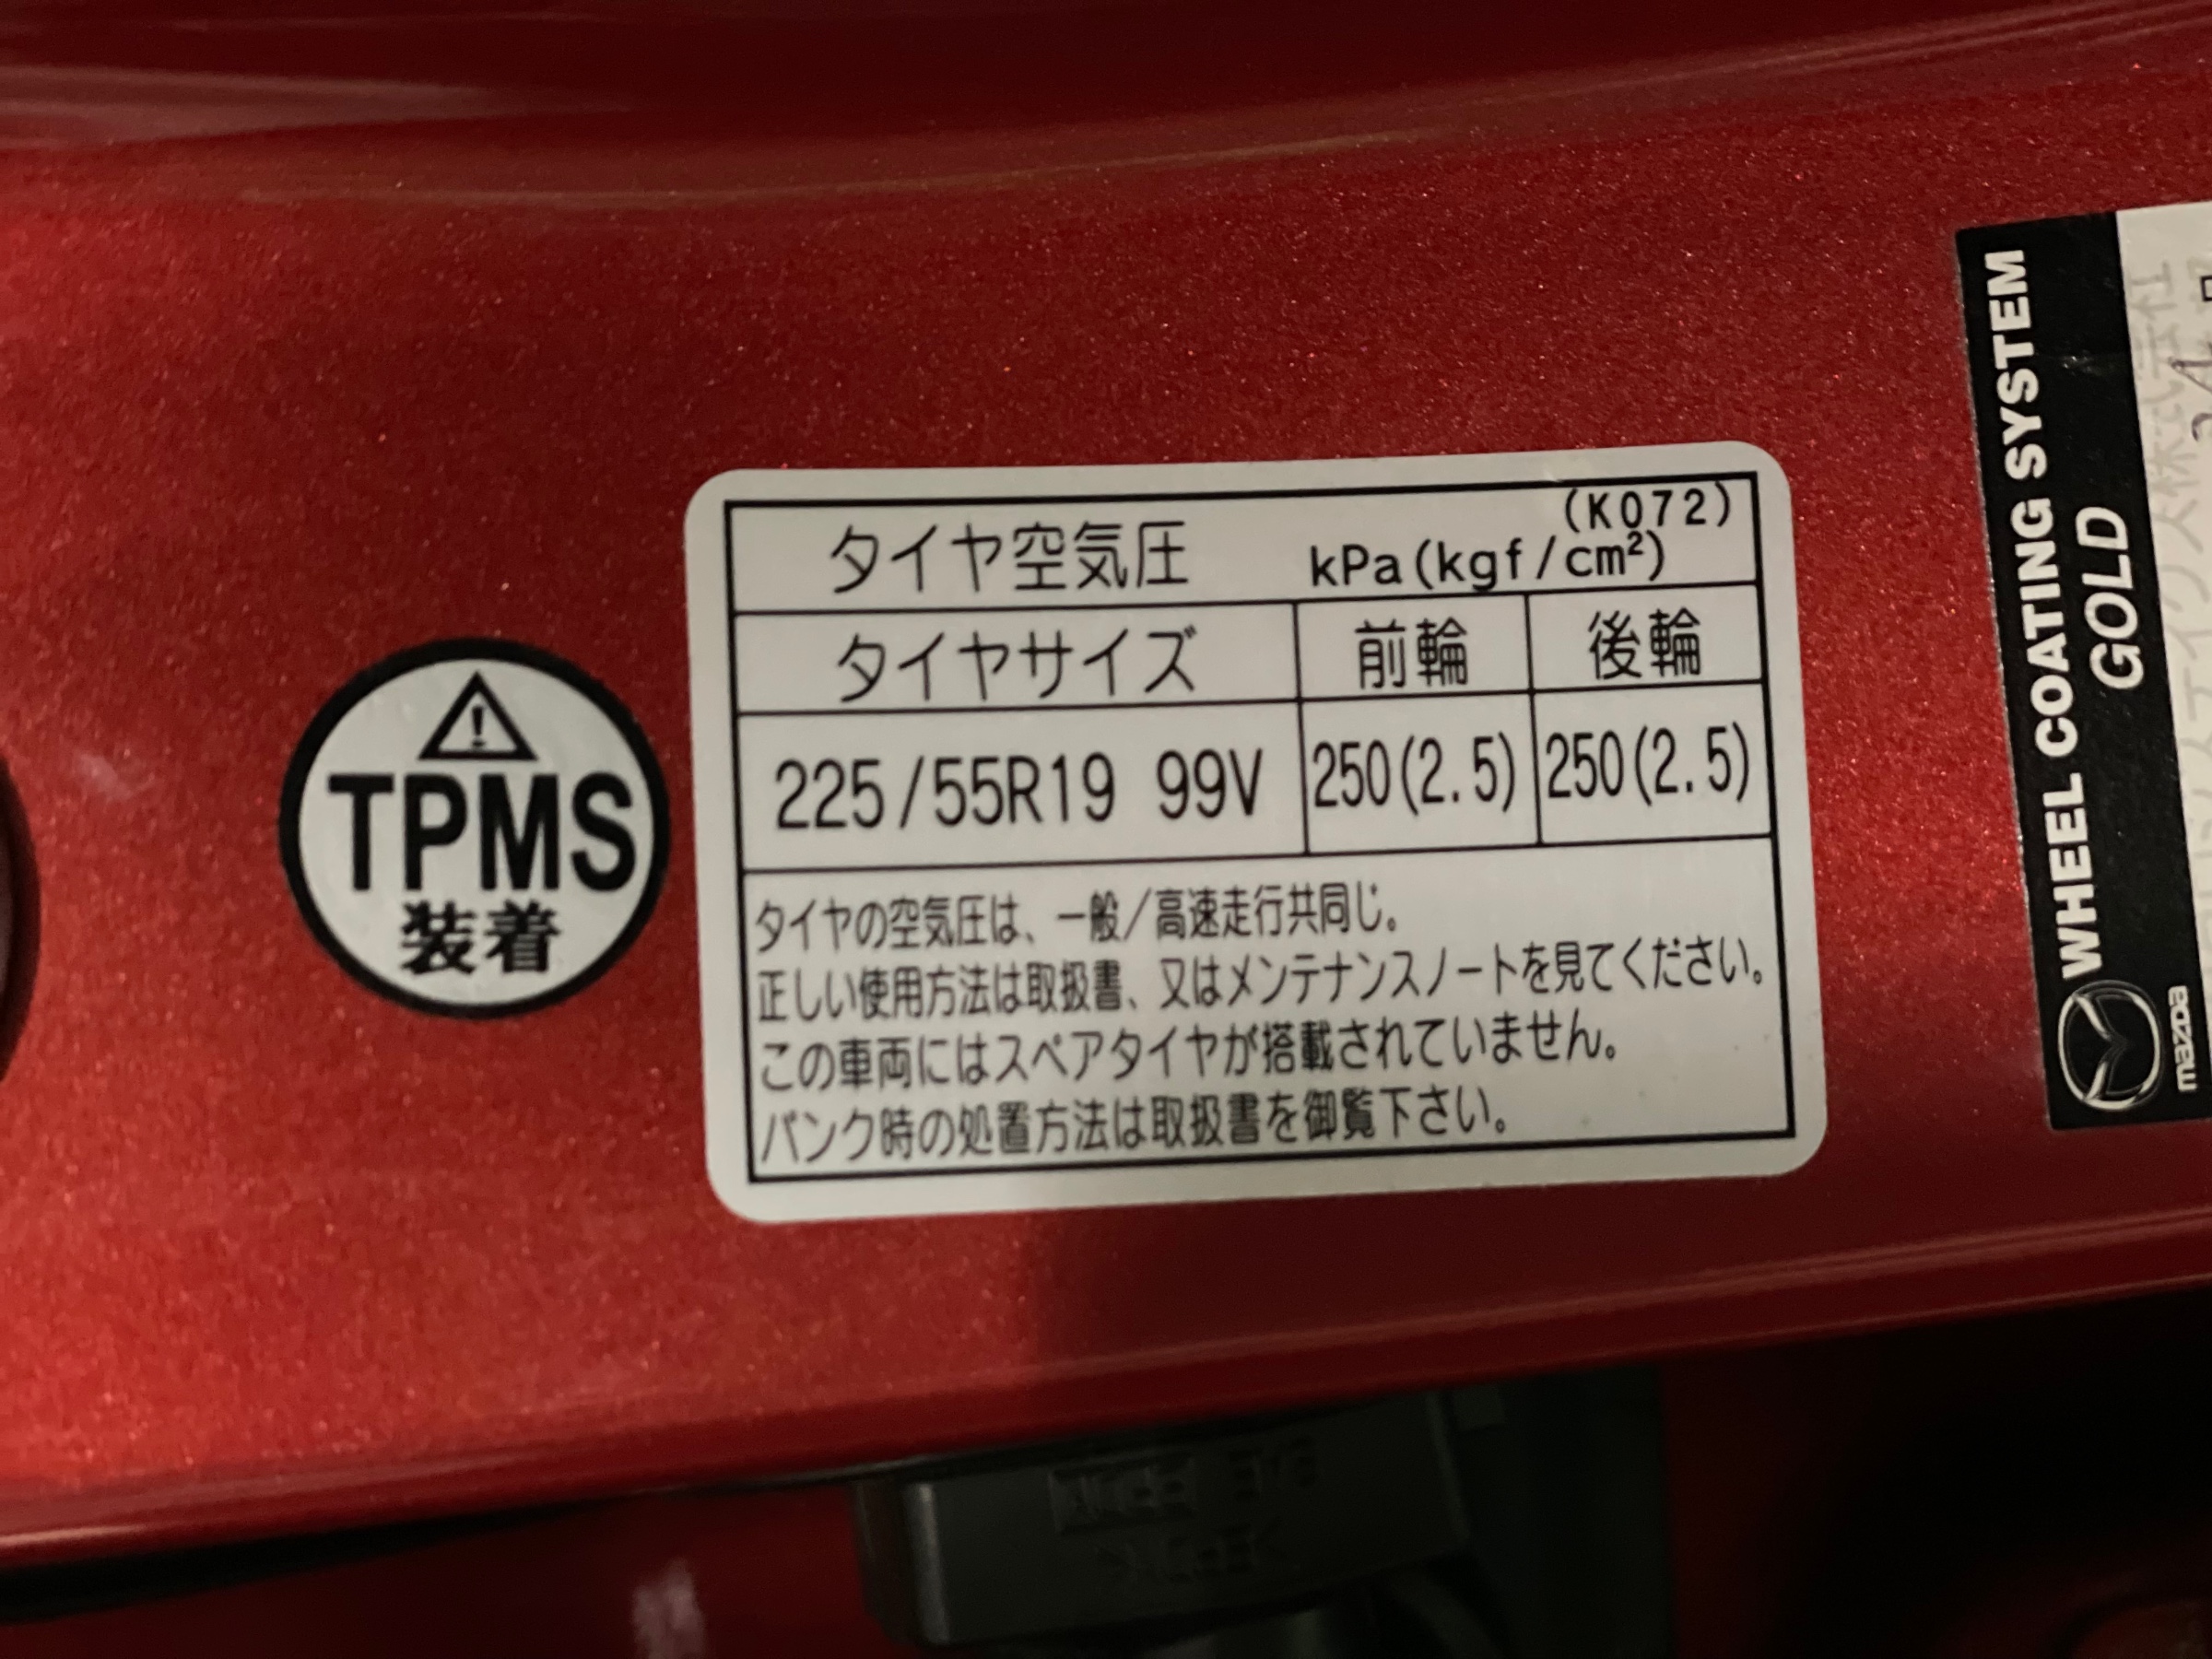 TPMS
装着
タイヤ空気圧 kPa(kgf/cm²) (K072)
タイヤサイズ 前輪 後輪
225/55R19 99V 250(2.5) 250(2.5)
タイヤの空気圧は、一般/高速走行共同じ。
正しい使用方法は取扱書、又はメンテナンスノートを見てください。
この車両にはスペアタイヤが搭載されていません。
パンク時の処置方法は取扱書を御覧下さい。
WHEEL COATING SYSTEM
GOLD
mazda